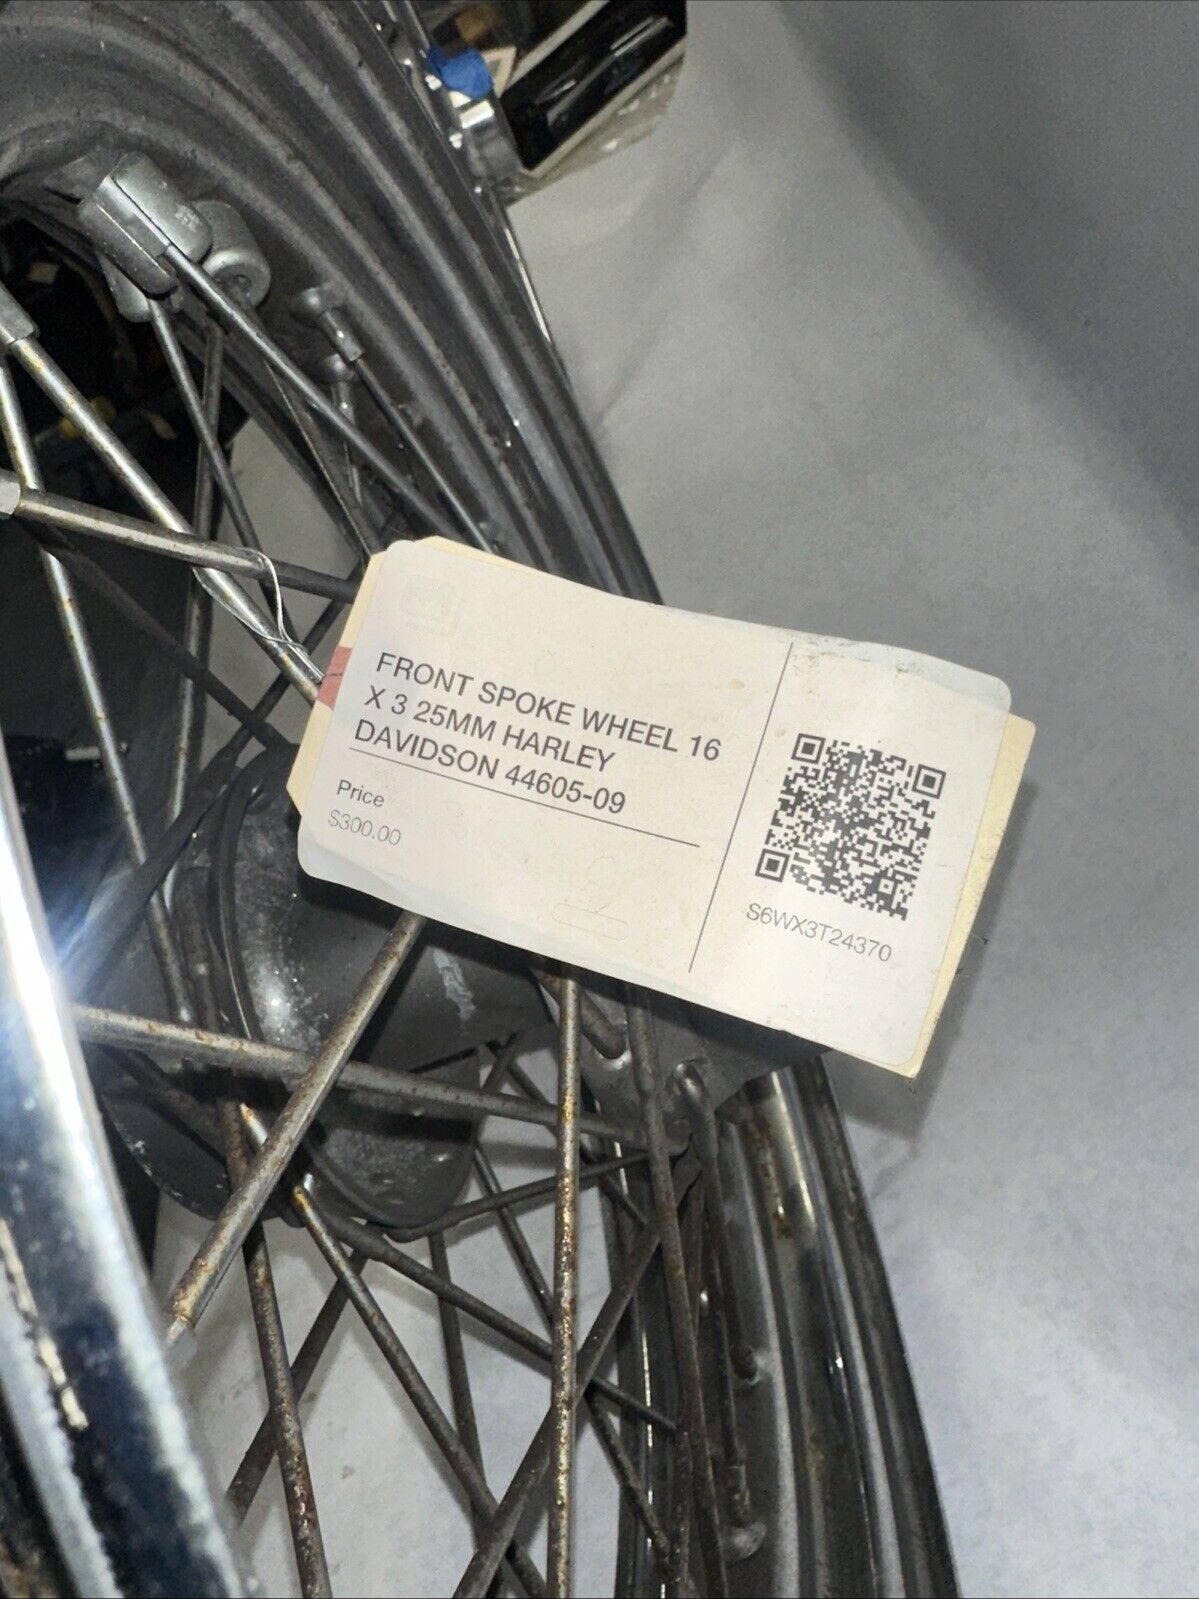 FRONT SPOKE WHEEL 16
X 3 25MM HARLEY
DAVIDSON 44605-09
Price
$300.00
S6WX3T24370